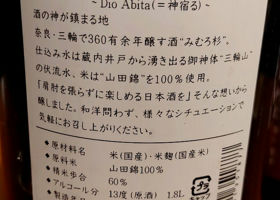 ~ Dio Abita(＝神宿る) ~
酒の神が鎮まる地
奈良・三輪で360有余年醸す酒“みむろ杉”。
仕込み水は蔵内井戸から湧き出る御神体“三輪山”
の伏流水、米は“山田錦”を100%使用。
「肩肘を張らずに楽しめる日本酒を」そんな想いから
醸しました。和洋問わず、様々なシチュエーションで
気軽にお召し上がりください。
◆原材料名 米(国産)・米麹(国産米)
◆原料米 山田錦100%
◆精米歩合 60%
◆アルコール分 13度(原酒) 1.8L